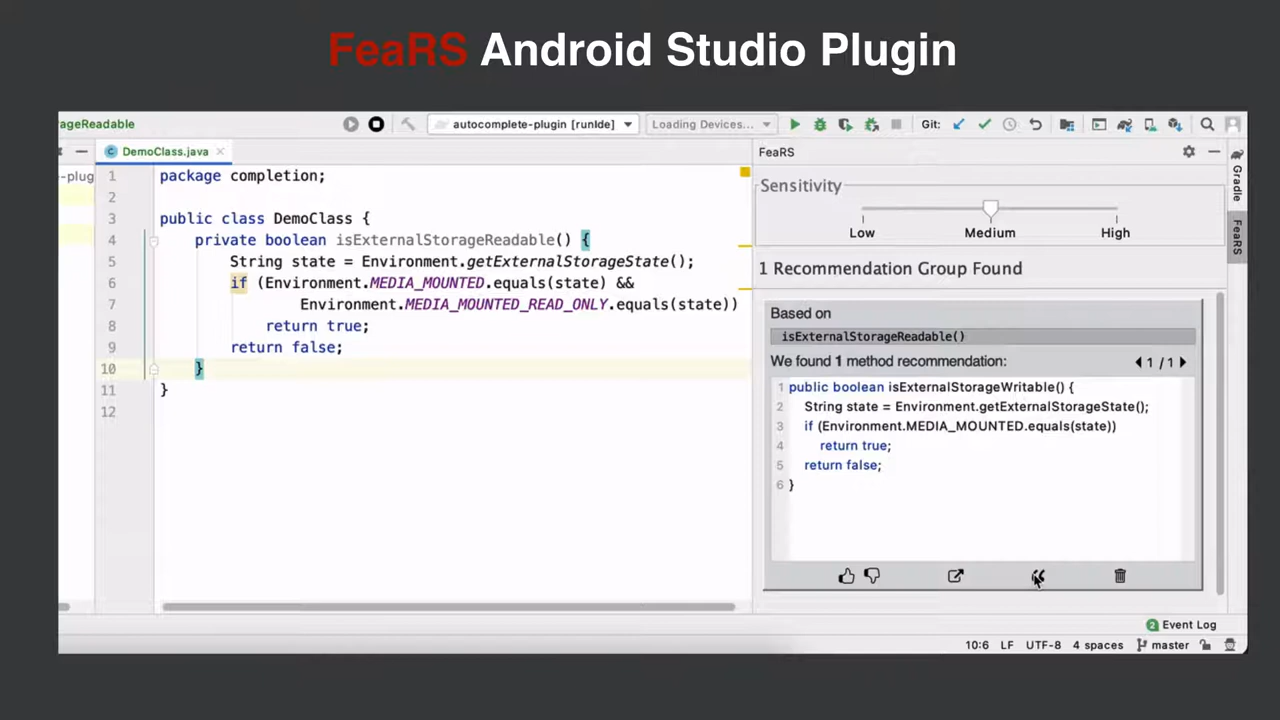 FeaRS Android Studio Plugin
ageReadable
autocomplete-plugin [runIde]
Loading Devices...
Git:
-plug
DemoClass.java
FeaRS
Gradle
FeaRS
1 package completion;
2
3 public class DemoClass {
4 private boolean isExternalStorageReadable() {
5 String state = Environment.getExternalStorageState();
6 if (Environment.MEDIA_MOUNTED.equals(state) &&
7 Environment.MEDIA_MOUNTED_READ_ONLY.equals(state))
8 return true;
9 return false;
10 }
11 }
12
Sensitivity
Low Medium High
1 Recommendation Group Found
Based on
isExternalStorageReadable()
We found 1 method recommendation: 1 / 1
1 public boolean isExternalStorageWritable() {
2 String state = Environment.getExternalStorageState();
3 if (Environment.MEDIA_MOUNTED.equals(state))
4 return true;
5 return false;
6 }
2 Event Log
10:6 LF UTF-8 4 spaces master